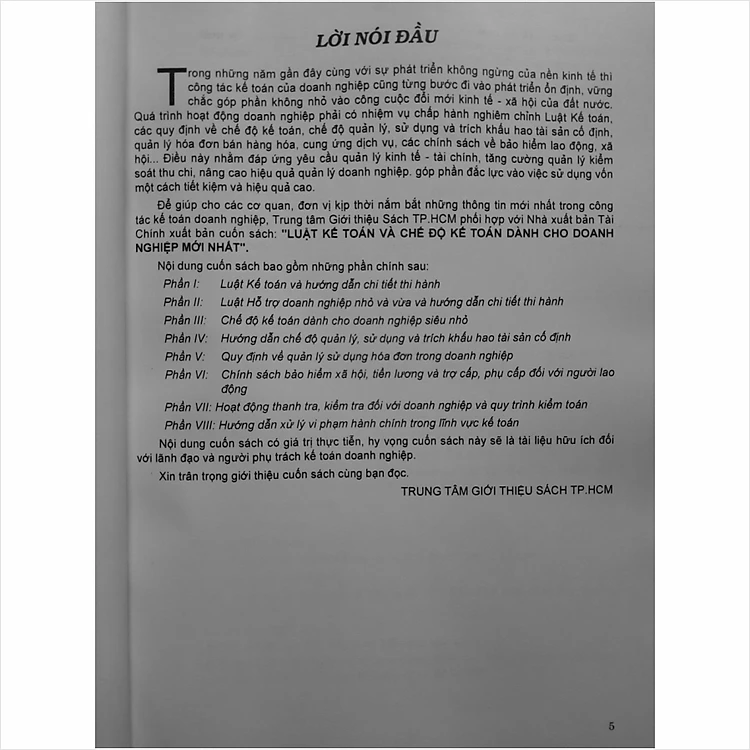 LỜI NÓI ĐẦU
Trong những năm gần đây cùng với sự phát triển không ngừng của nền kinh tế thì
công tác kế toán của doanh nghiệp cũng từng bước đi vào phát triển ổn định, vững
chắc góp phần không nhỏ vào công cuộc đổi mới kinh tế - xã hội của đất nước.
Quá trình hoạt động doanh nghiệp phải có nhiệm vụ chấp hành nghiêm chỉnh Luật Kế toán,
các quy định về chế độ kế toán, chế độ quản lý, sử dụng và trích khấu hao tài sản cố định,
quản lý hóa đơn bán hàng hóa, cung ứng dịch vụ, các chính sách về bảo hiểm lao động, xã
hội... Điều này nhằm đáp ứng yêu cầu quản lý kinh tế - tài chính, tăng cường quản lý kiểm
soát thu chi, nâng cao hiệu quả quản lý doanh nghiệp. góp phần đắc lực vào việc sử dụng vốn
một cách tiết kiệm và hiệu quả cao.
Để giúp cho các cơ quan, đơn vị kịp thời nắm bắt những thông tin mới nhất trong công
tác kế toán doanh nghiệp, Trung tâm Giới thiệu Sách TP.HCM phối hợp với Nhà xuất bản Tài
Chính xuất bản cuốn sách: "LUẬT KẾ TOÁN VÀ CHẾ ĐỘ KẾ TOÁN DÀNH CHO DOANH
NGHIỆP MỚI NHẤT".
Nội dung cuốn sách bao gồm những phần chính sau:
Phần I: Luật Kế toán và hướng dẫn chi tiết thi hành
Phần II: Luật Hỗ trợ doanh nghiệp nhỏ và vừa và hướng dẫn chi tiết thi hành
Phần III: Chế độ kế toán dành cho doanh nghiệp siêu nhỏ
Phần IV: Hướng dẫn chế độ quản lý, sử dụng và trích khấu hao tài sản cố định
Phần V: Quy định về quản lý sử dụng hóa đơn trong doanh nghiệp
Phần VI: Chính sách bảo hiểm xã hội, tiền lương và trợ cấp, phụ cấp đối với người lao
động
Phần VII: Hoạt động thanh tra, kiểm tra đối với doanh nghiệp và quy trình kiểm toán
Phần VIII: Hướng dẫn xử lý vi phạm hành chính trong lĩnh vực kế toán
Nội dung cuốn sách có giá trị thực tiễn, hy vọng cuốn sách này sẽ là tài liệu hữu ích đối
với lãnh đạo và người phụ trách kế toán doanh nghiệp.
Xin trân trọng giới thiệu cuốn sách cùng bạn đọc.
TRUNG TÂM GIỚI THIỆU SÁCH TP.HCM
5